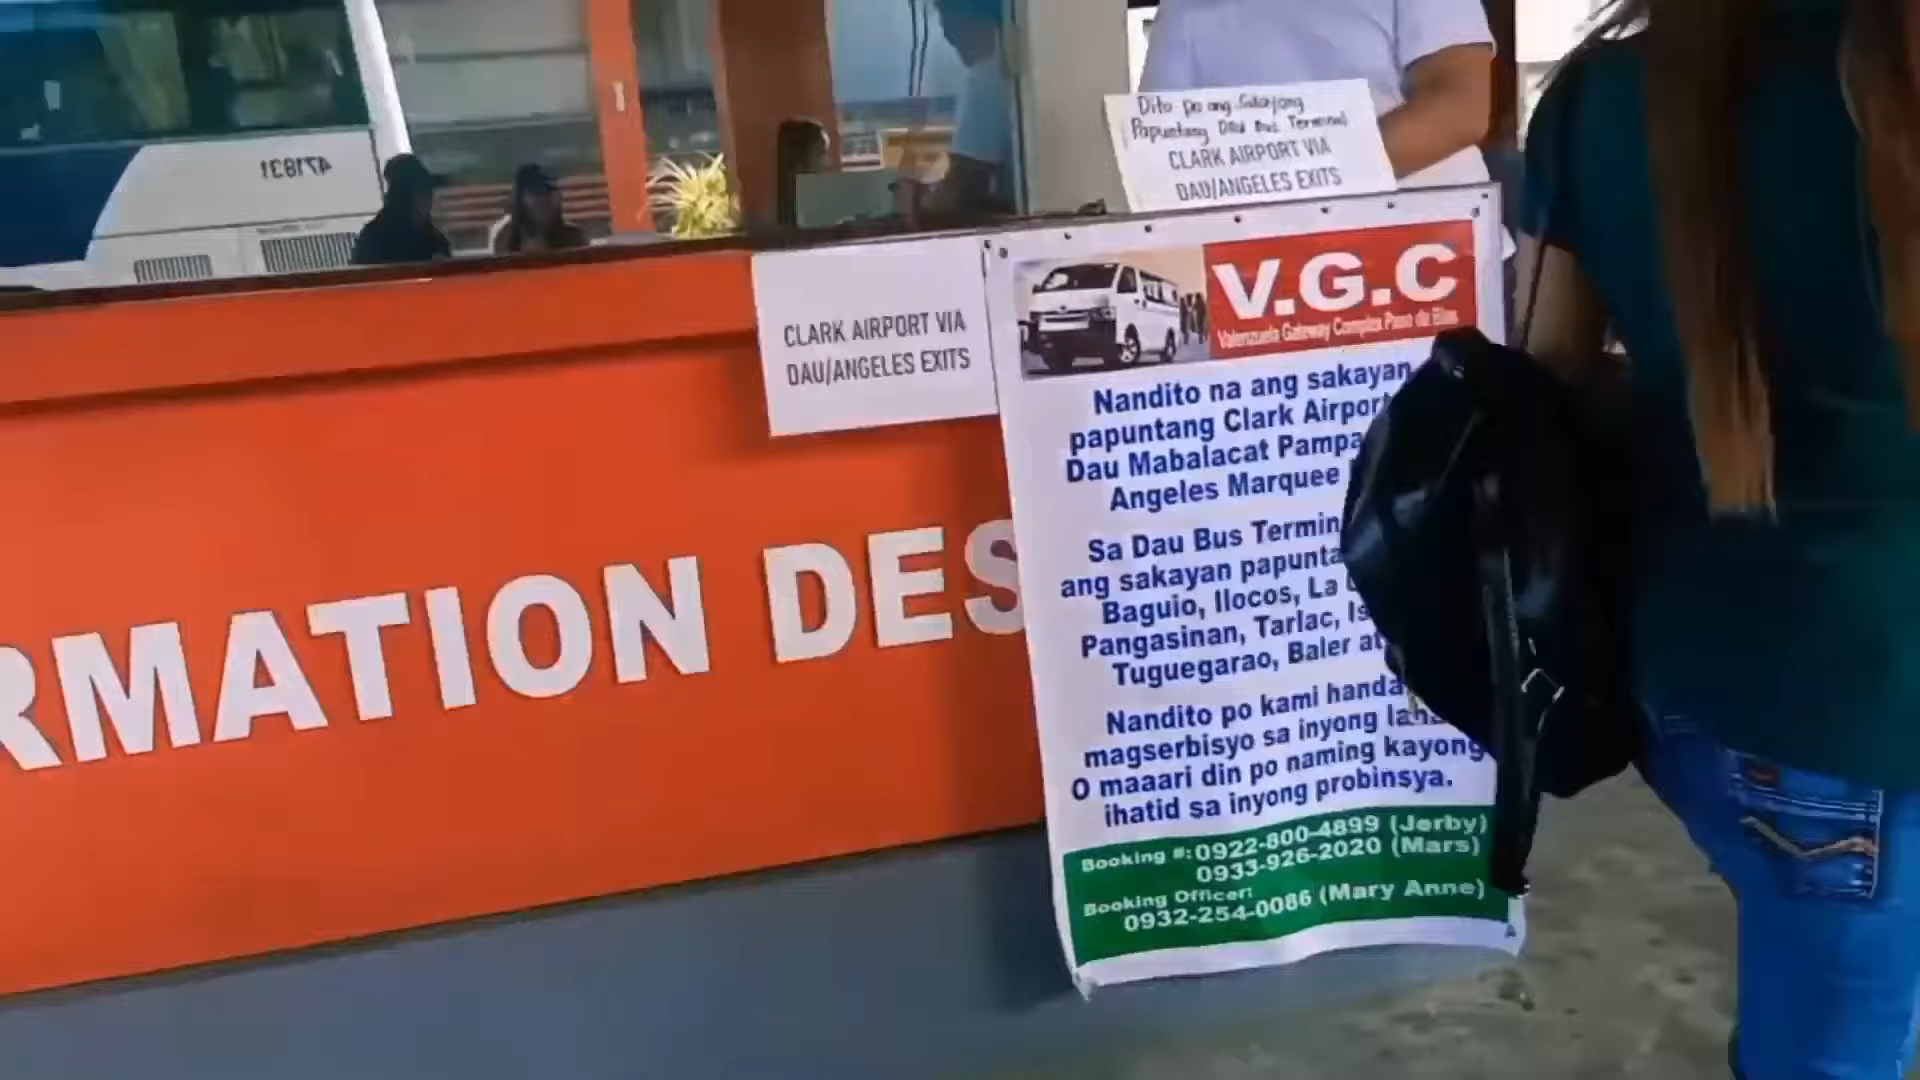 471831
Dito po ang Sakayang
Papuntang Dau Bus Terminal
CLARK AIRPORT VIA
DAU/ANGELES EXITS
CLARK AIRPORT VIA
DAU/ANGELES EXITS
RMATION DES
V.G.C
Valenzuela Gateway Complex Paso de Blas
Nandito na ang sakayan
papuntang Clark Airport
Dau Mabalacat Pampa
Angeles Marquee
Sa Dau Bus Termin
ang sakayan papunta
Baguio, Ilocos, La
Pangasinan, Tarlac, Is
Tuguegarao, Baler at
Nandito po kami handa
magserbisyo sa inyong laha
O maaari din po naming kayong
ihatid sa inyong probinsya.
Booking #: 0922-800-4899 (Jerby)
0933-926-2020 (Mars)
Booking Officer:
0932-254-0086 (Mary Anne)